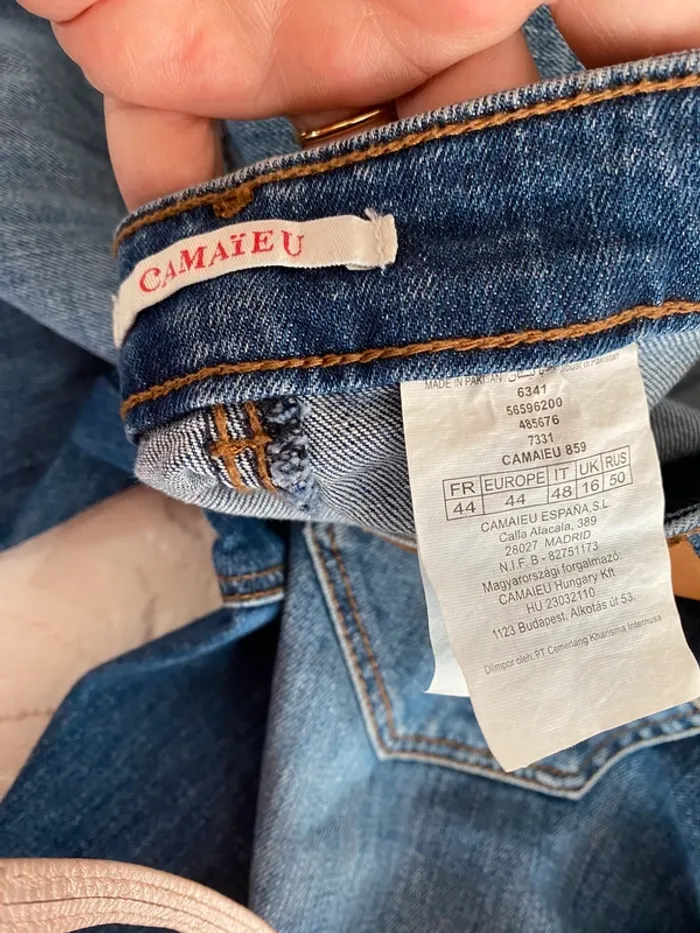 CAMAÏEU
MADE IN PAKISAN
6341
56596200
485676
7331
CAMAIEU 859
FR EUROPE IT UK RUS
44 44 48 16 50
CAMAIEU ESPAÑA,S.L
Calla Alacala, 389
28027 MADRID
N.I.F. B - 82751173
Magyarországi forgalmazó:
CAMAIEU Hungary Kft
HU 23032110
1123 Budapest, Alkotás út 53.
Diimpor oleh: PT Cemerlang Kharisma Internusa